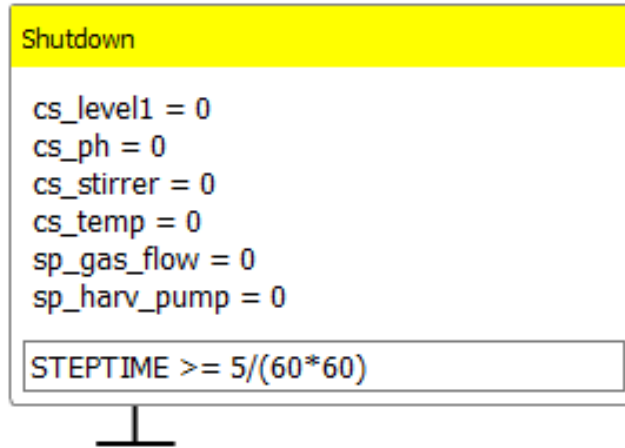 Shutdown
cs_level1 = 0
cs_ph = 0
cs_stirrer = 0
cs_temp = 0
sp_gas_flow = 0
sp_harv_pump = 0
STEPTIME >= 5/(60*60)